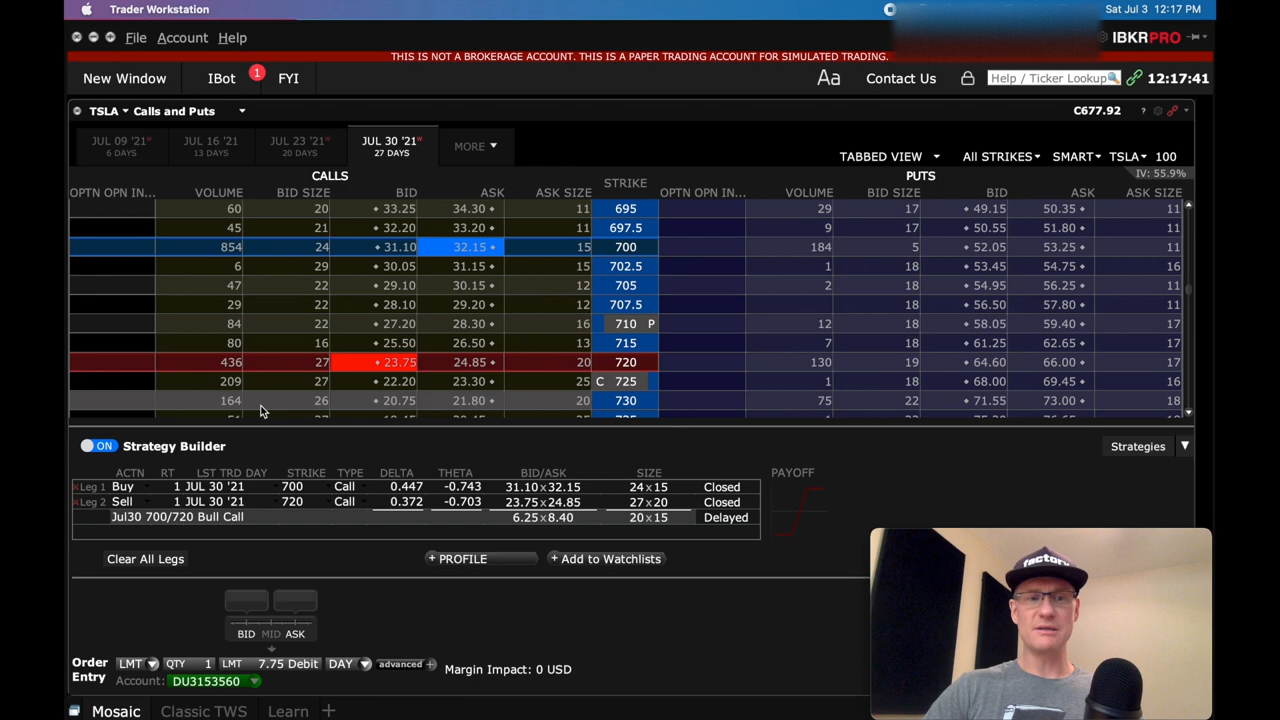 Trader Workstation Sat Jul 3 12:17 PM
File Account Help IBKRPRO
THIS IS NOT A BROKERAGE ACCOUNT. THIS IS A PAPER TRADING ACCOUNT FOR SIMULATED TRADING.
New Window IBot 1 FYI Aa Contact Us Help / Ticker Lookup 12:17:41
TSLA Calls and Puts C677.92 ?
JUL 09 '21W JUL 16 '21 JUL 23 '21W JUL 30 '21W MORE
6 DAYS 13 DAYS 20 DAYS 27 DAYS
TABBED VIEW All STRIKES SMART TSLA 100
CALLS STRIKE PUTS IV: 55.9%
OPTN OPN IN... VOLUME BID SIZE BID ASK ASK SIZE OPTN OPN IN... VOLUME BID SIZE BID ASK ASK SIZE
60 20 33.25 34.30 11 695 29 17 49.15 50.35 11
45 21 32.20 33.20 11 697.5 9 17 50.55 51.80 11
854 24 31.10 32.15 15 700 184 5 52.05 53.25 11
6 29 30.05 31.15 12 702.5 1 18 53.45 54.75 16
47 22 29.10 30.15 12 705 2 18 54.95 56.25 11
29 22 28.10 29.20 12 707.5 18 56.50 57.80 11
84 22 27.20 28.30 16 710 P 12 18 58.05 59.40 17
80 16 25.50 26.50 13 715 18 61.25 62.65 17
436 27 23.75 24.85 20 720 130 19 64.60 66.00 17
209 27 22.20 23.30 25 C 725 1 18 68.00 69.45 16
164 26 20.75 21.80 20 730 75 22 71.55 73.00 18
ON Strategy Builder Strategies
ACTN RT LST TRD DAY STRIKE TYPE DELTA THETA BID/ASK SIZE PAYOFF
Leg 1 Buy 1 JUL 30 '21 700 Call 0.447 -0.743 31.10 x 32.15 24 x 15 Closed
Leg 2 Sell 1 JUL 30 '21 720 Call 0.372 -0.703 23.75 x 24.85 27 x 20 Closed
Jul30 700/720 Bull Call 6.25 x 8.40 20 x 15 Delayed
Clear All Legs + PROFILE + Add to Watchlists
BID MID ASK
Order Entry LMT QTY 1 LMT 7.75 Debit DAY advanced + Margin Impact: 0 USD
Account: DU3153560
Mosaic Classic TWS Learn +
factory